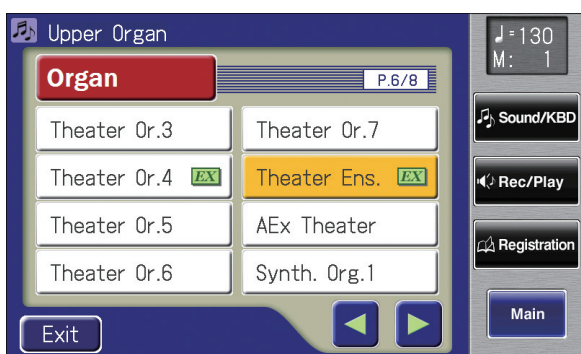 Upper Organ
Organ
P.6/8
Theater Or.3
Theater Or.7
Theater Or.4 EX
Theater Ens. EX
Theater Or.5
AEx Theater
Theater Or.6
Synth. Org.1
Exit
♩=130
M: 1
Sound/KBD
Rec/Play
Registration
Main